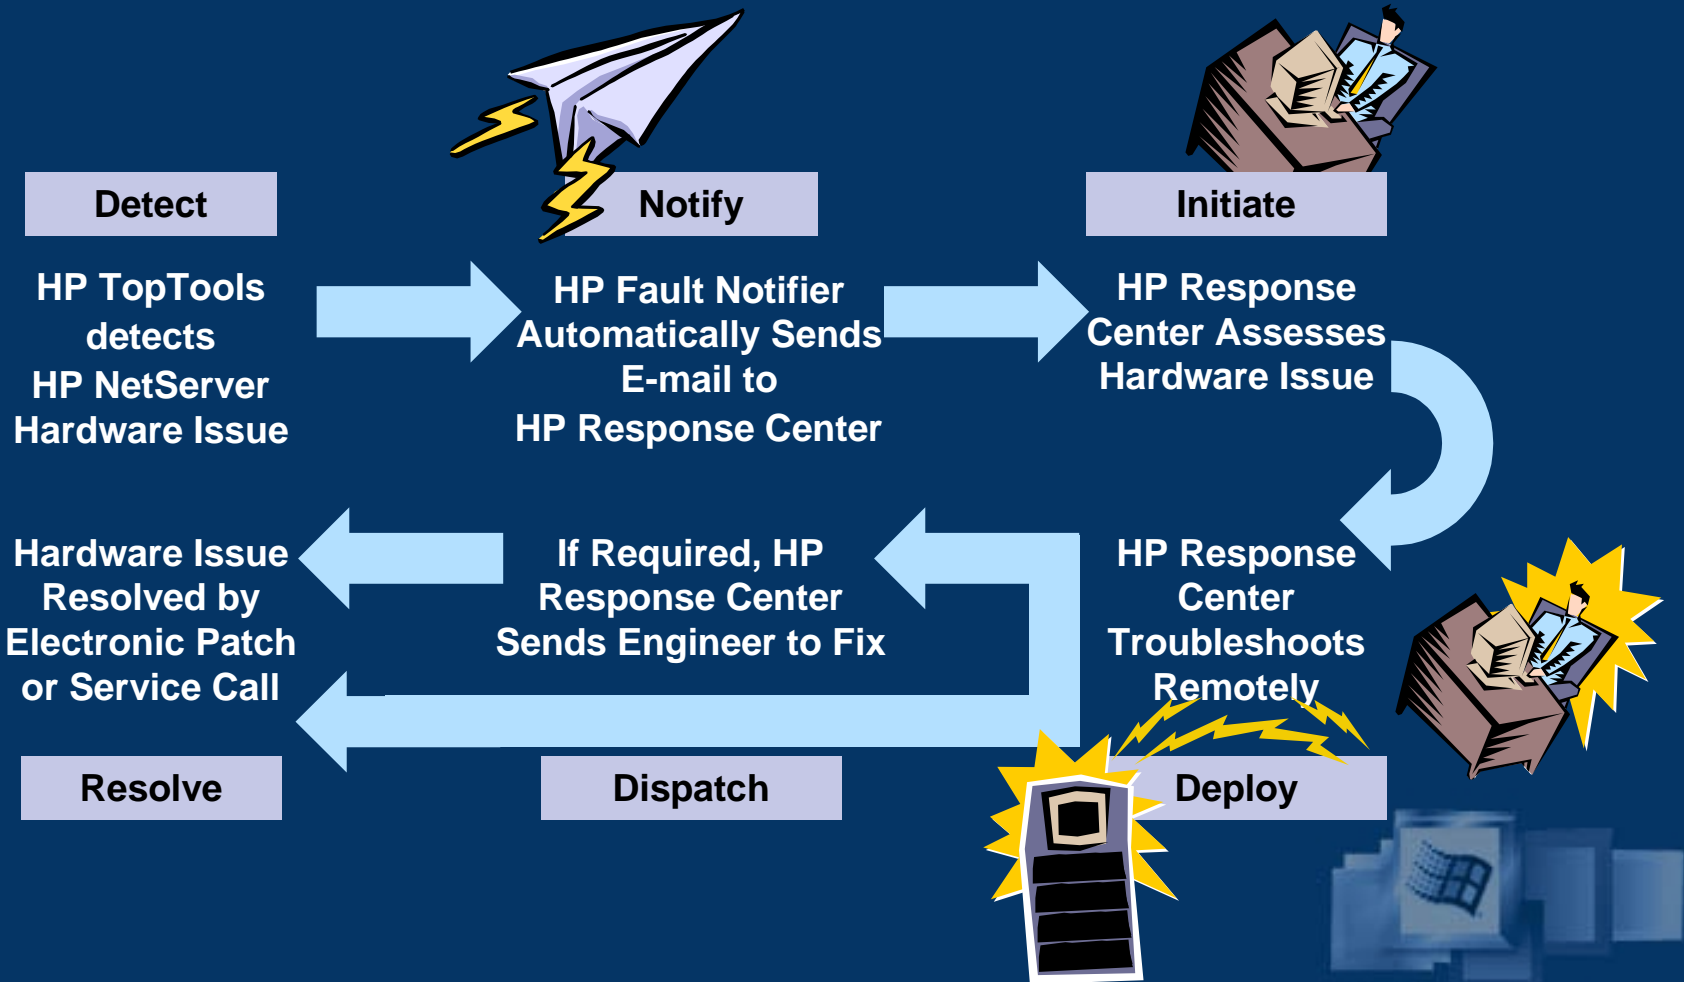 Detect
Notify
Initiate
HP TopTools
detects
HP NetServer
Hardware Issue
HP Fault Notifier
Automatically Sends
E-mail to
HP Response Center
HP Response
Center Assesses
Hardware Issue
HP Response
Center
Troubleshoots
Remotely
If Required, HP
Response Center
Sends Engineer to Fix
Hardware Issue
Resolved by
Electronic Patch
or Service Call
Resolve
Dispatch
Deploy